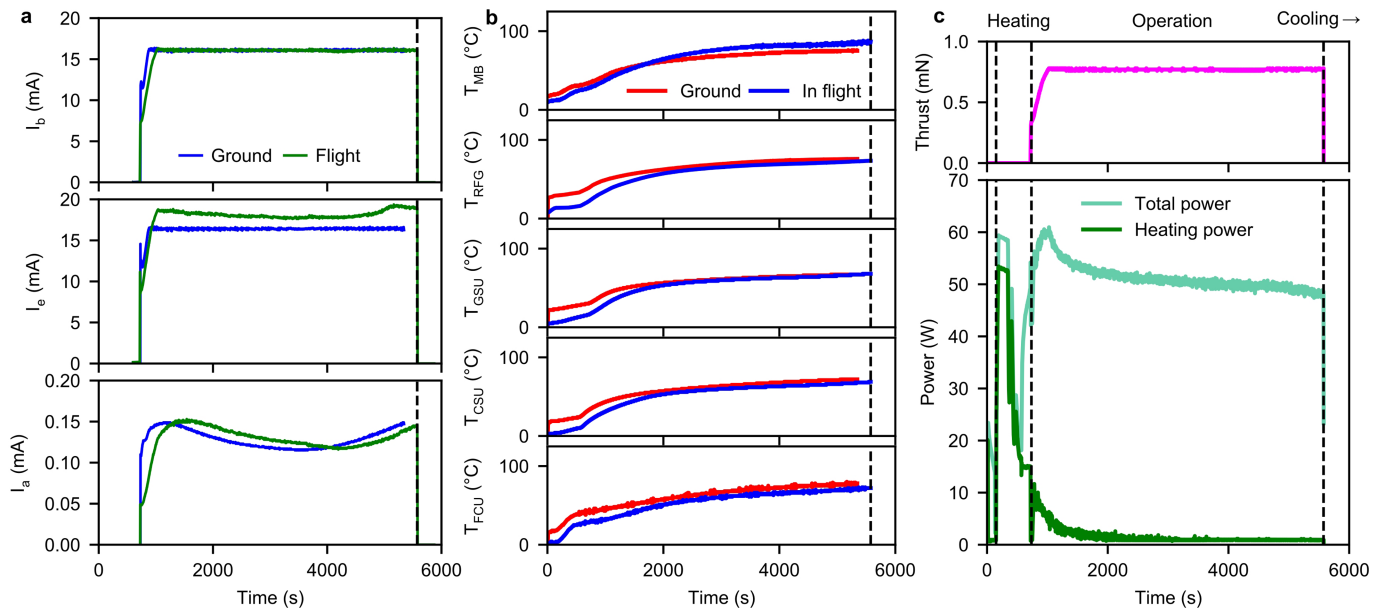 a
20
15
10
5
0
I_b (mA)
Ground
Flight
20
15
10
5
0
I_e (mA)
0.20
0.15
0.10
0.05
0.00
I_a (mA)
0
2000
4000
6000
Time (s)
b
100
0
T_MB (°C)
Ground
In flight
100
0
T_RFG (°C)
100
0
T_GSU (°C)
100
0
T_CSU (°C)
100
0
T_FCU (°C)
0
2000
4000
6000
Time (s)
c
Heating
Operation
Cooling →
1.0
0.5
0.0
Thrust (mN)
70
60
50
40
30
20
10
0
Power (W)
Total power
Heating power
0
2000
4000
6000
Time (s)